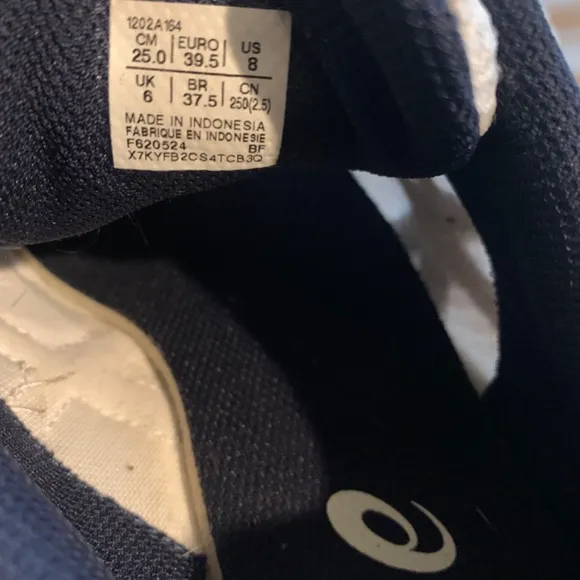 1202A164
CM EURO US
25.0 39.5 8
UK BR CN
6 37.5 250(2.5)
MADE IN INDONESIA
FABRIQUE EN INDONESIE
F620524 BF
X7KYFB2CS4TCB3Q